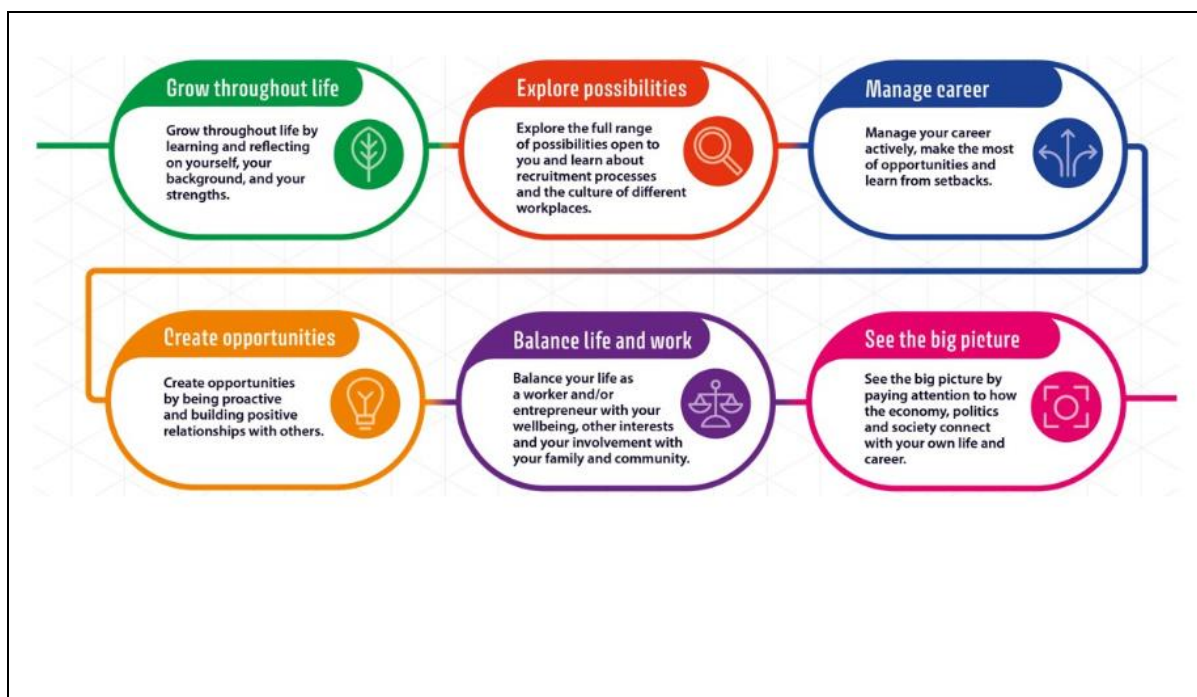 Grow throughout life
Grow throughout life by
learning and reflecting
on yourself, your
background, and your
strengths.
Explore possibilities
Explore the full range
of possibilities open to
you and learn about
recruitment processes
and the culture of different
workplaces.
Manage career
Manage your career
actively, make the most
of opportunities and
learn from setbacks.
Create opportunities
Create opportunities
by being proactive
and building positive
relationships with others.
Balance life and work
Balance your life as
a worker and/or
entrepreneur with your
wellbeing, other interests
and your involvement with
your family and community.
See the big picture
See the big picture by
paying attention to how
the economy, politics
and society connect
with your own life and
career.